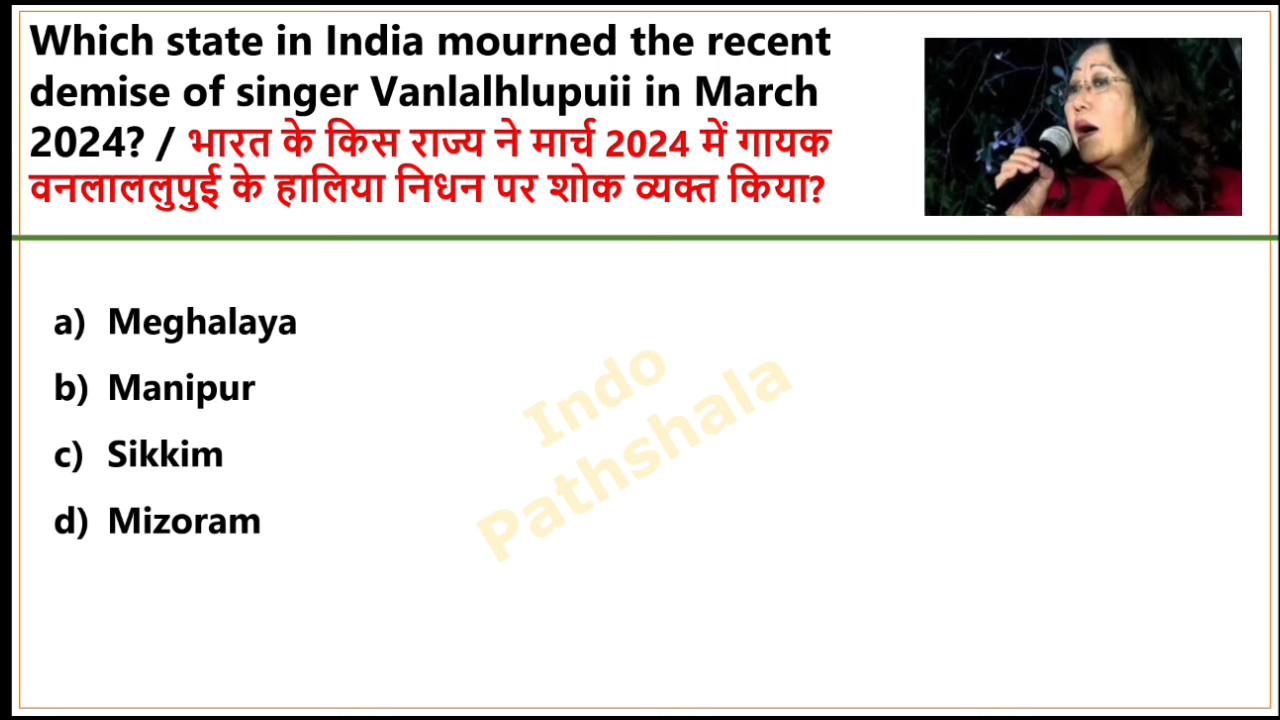 Which state in India mourned the recent
demise of singer Vanlalhlupuii in March
2024? / भारत के किस राज्य ने मार्च 2024 में गायक
वनलाललुपुई के हालिया निधन पर शोक व्यक्त किया?
a) Meghalaya
b) Manipur
c) Sikkim
d) Mizoram
Indo
Pathshala